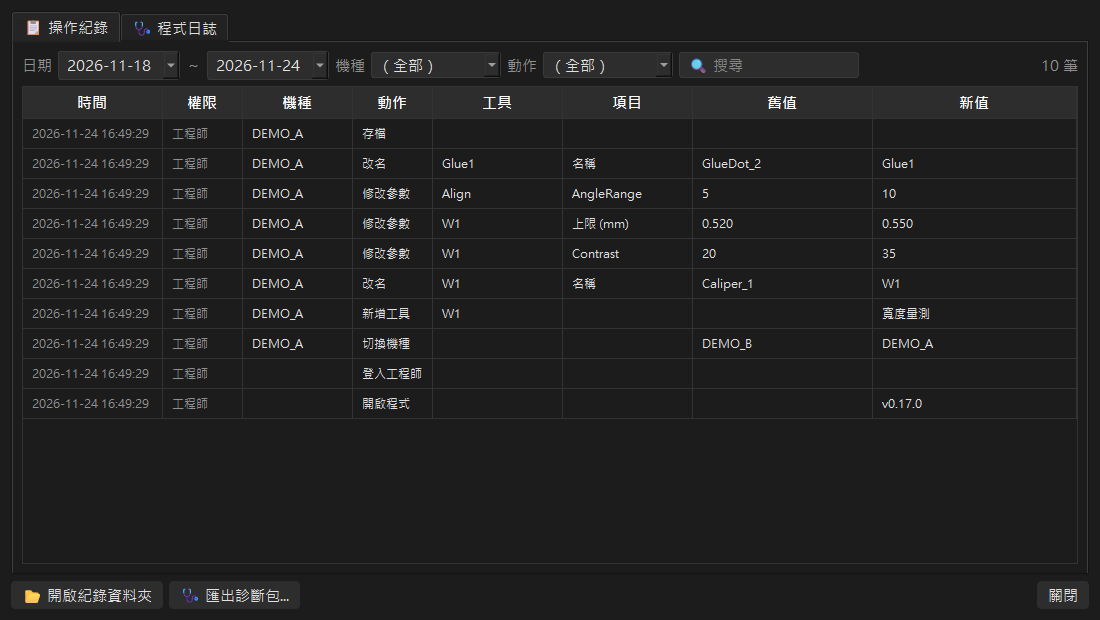 操作紀錄 程式日誌
日期 2026-11-18 ~ 2026-11-24 機種 (全部) 動作 (全部) 搜尋 10 筆
時間 權限 機種 動作 工具 項目 舊值 新值
2026-11-24 16:49:29 工程師 DEMO_A 存檔
2026-11-24 16:49:29 工程師 DEMO_A 改名 Glue1 名稱 GlueDot_2 Glue1
2026-11-24 16:49:29 工程師 DEMO_A 修改參數 Align AngleRange 5 10
2026-11-24 16:49:29 工程師 DEMO_A 修改參數 W1 上限 (mm) 0.520 0.550
2026-11-24 16:49:29 工程師 DEMO_A 修改參數 W1 Contrast 20 35
2026-11-24 16:49:29 工程師 DEMO_A 改名 W1 名稱 Caliper_1 W1
2026-11-24 16:49:29 工程師 DEMO_A 新增工具 W1 寬度量測
2026-11-24 16:49:29 工程師 DEMO_A 切換機種 DEMO_B DEMO_A
2026-11-24 16:49:29 工程師 登入工程師
2026-11-24 16:49:29 工程師 開啟程式 v0.17.0
開啟紀錄資料夾 匯出診斷包... 關閉